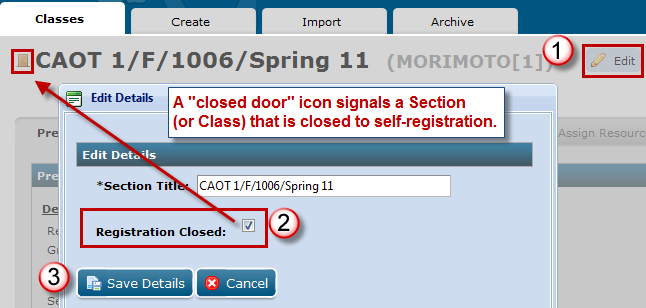 Classes Create Import Archive
CAOT 1/F/1006/Spring 11 (MORIMOTO[1]) 1 Edit
Edit Details
A "closed door" icon signals a Section
(or Class) that is closed to self-registration.
Pre Assign Resour
Edit Details
Pre
*Section Title: CAOT 1/F/1006/Spring 11
De
Re
Registration Closed: 2
Gr
3 Save Details Cancel
Se